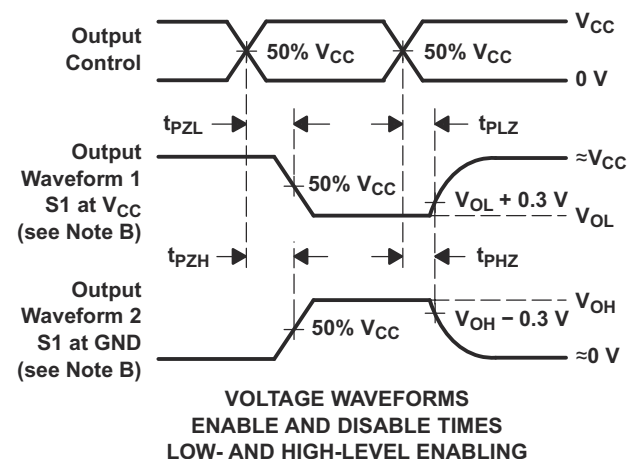 Output
Control
50% VCC
50% VCC
VCC
0 V
tPZL
tPLZ
Output
Waveform 1
S1 at VCC
(see Note B)
50% VCC
≈VCC
VOL + 0.3 V
VOL
tPZH
tPHZ
Output
Waveform 2
S1 at GND
(see Note B)
50% VCC
VOH
VOH − 0.3 V
≈0 V
VOLTAGE WAVEFORMS
ENABLE AND DISABLE TIMES
LOW- AND HIGH-LEVEL ENABLING